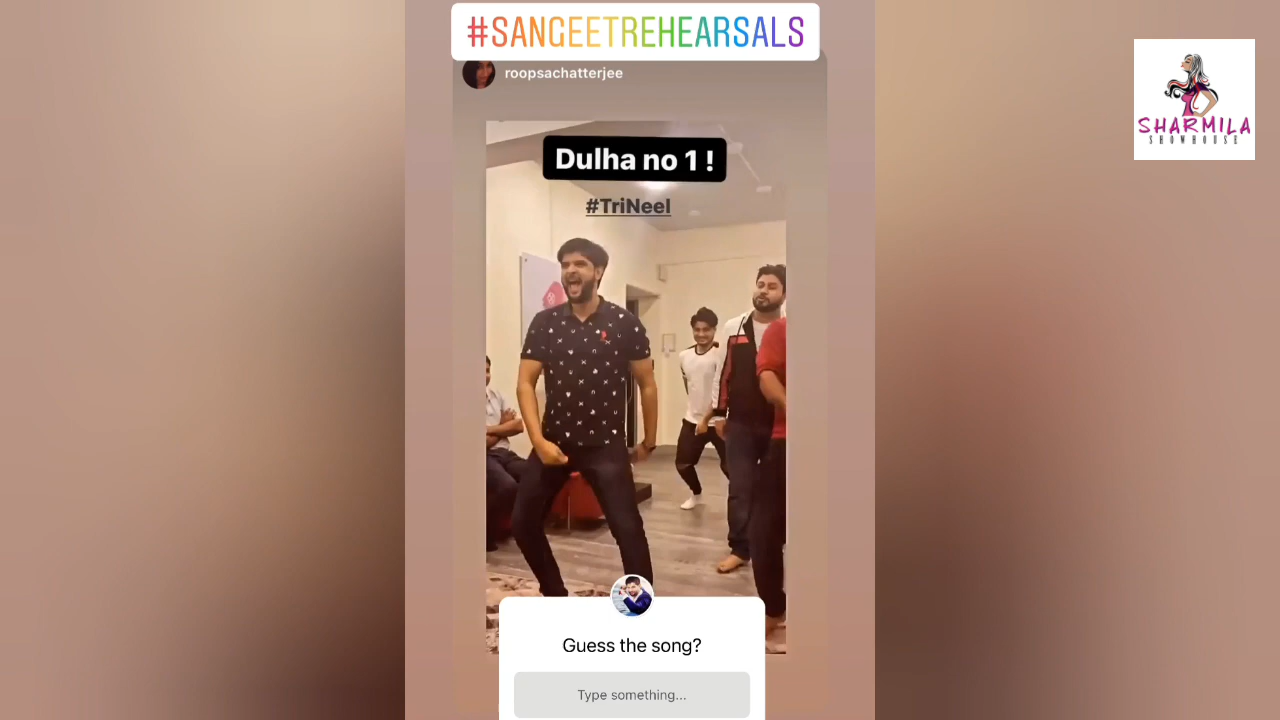 #SANGEETREHEARSALS
roopsachatterjee
Dulha no 1 !
#TriNeel
Guess the song?
Type something...
SHARMILA
SHOWHOUSE